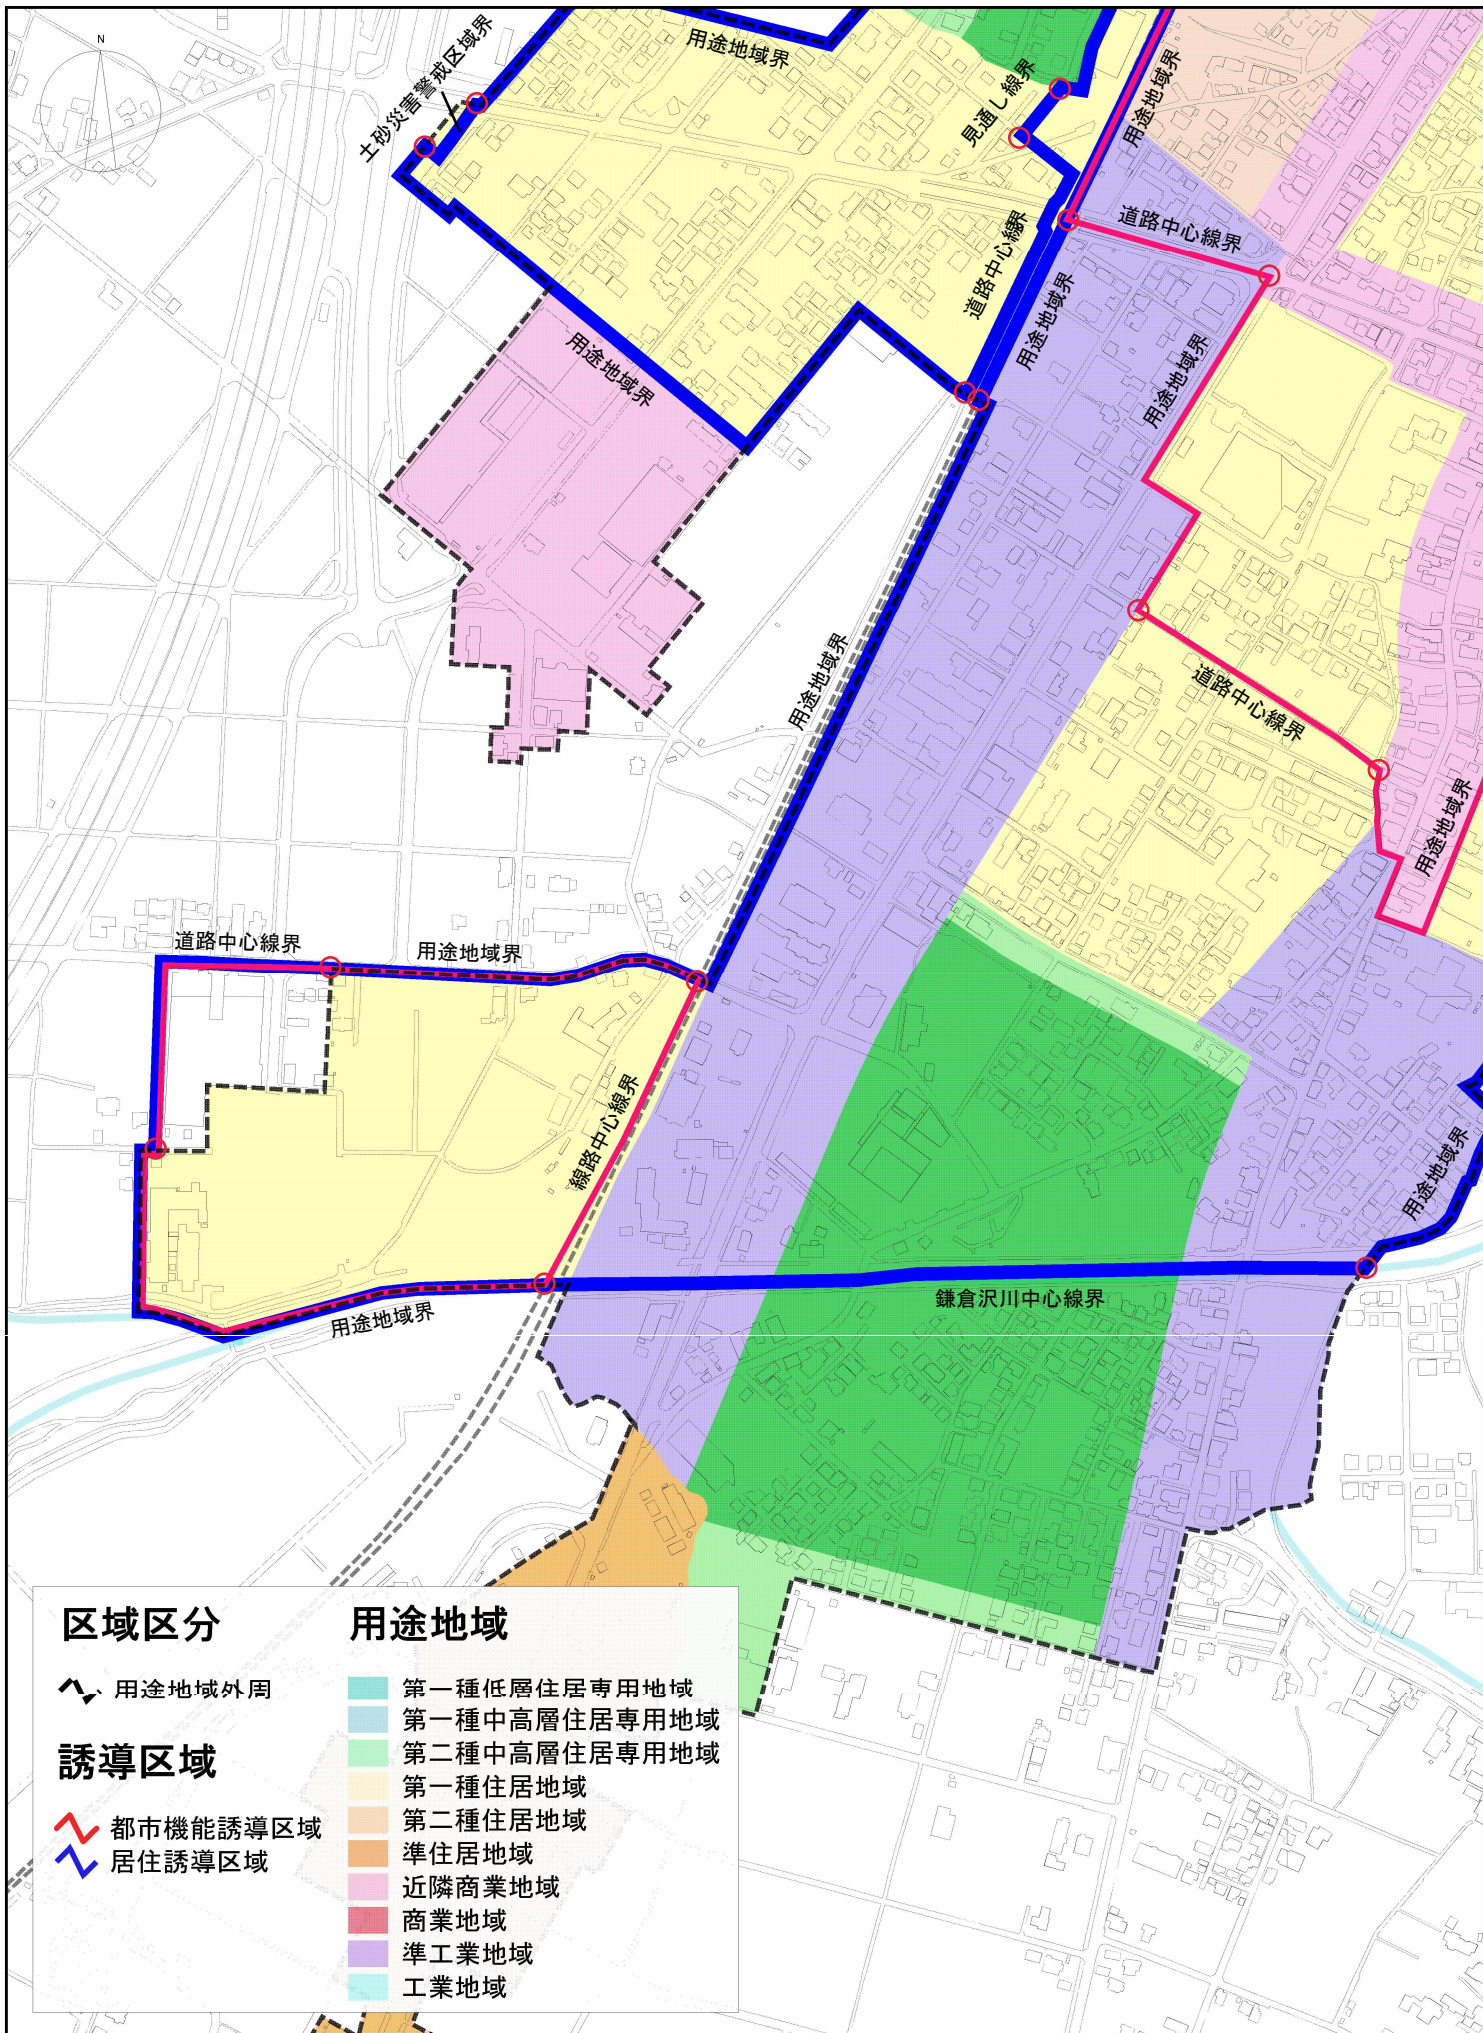 N
土砂災害警戒区域界
用途地域界
見通し線界
用途地域界
道路中心線界
道路中心線界
用途地域界
用途地域界
用途地域界
用途地域界
道路中心線界
用途地域界
道路中心線界
用途地域界
線路中心線界
用途地域界
鎌倉沢川中心線界
用途地域界
区域区分
用途地域外周
誘導区域
都市機能誘導区域
居住誘導区域
用途地域
第一種低層住居専用地域
第一種中高層住居専用地域
第二種中高層住居専用地域
第一種住居地域
第二種住居地域
準住居地域
近隣商業地域
商業地域
準工業地域
工業地域